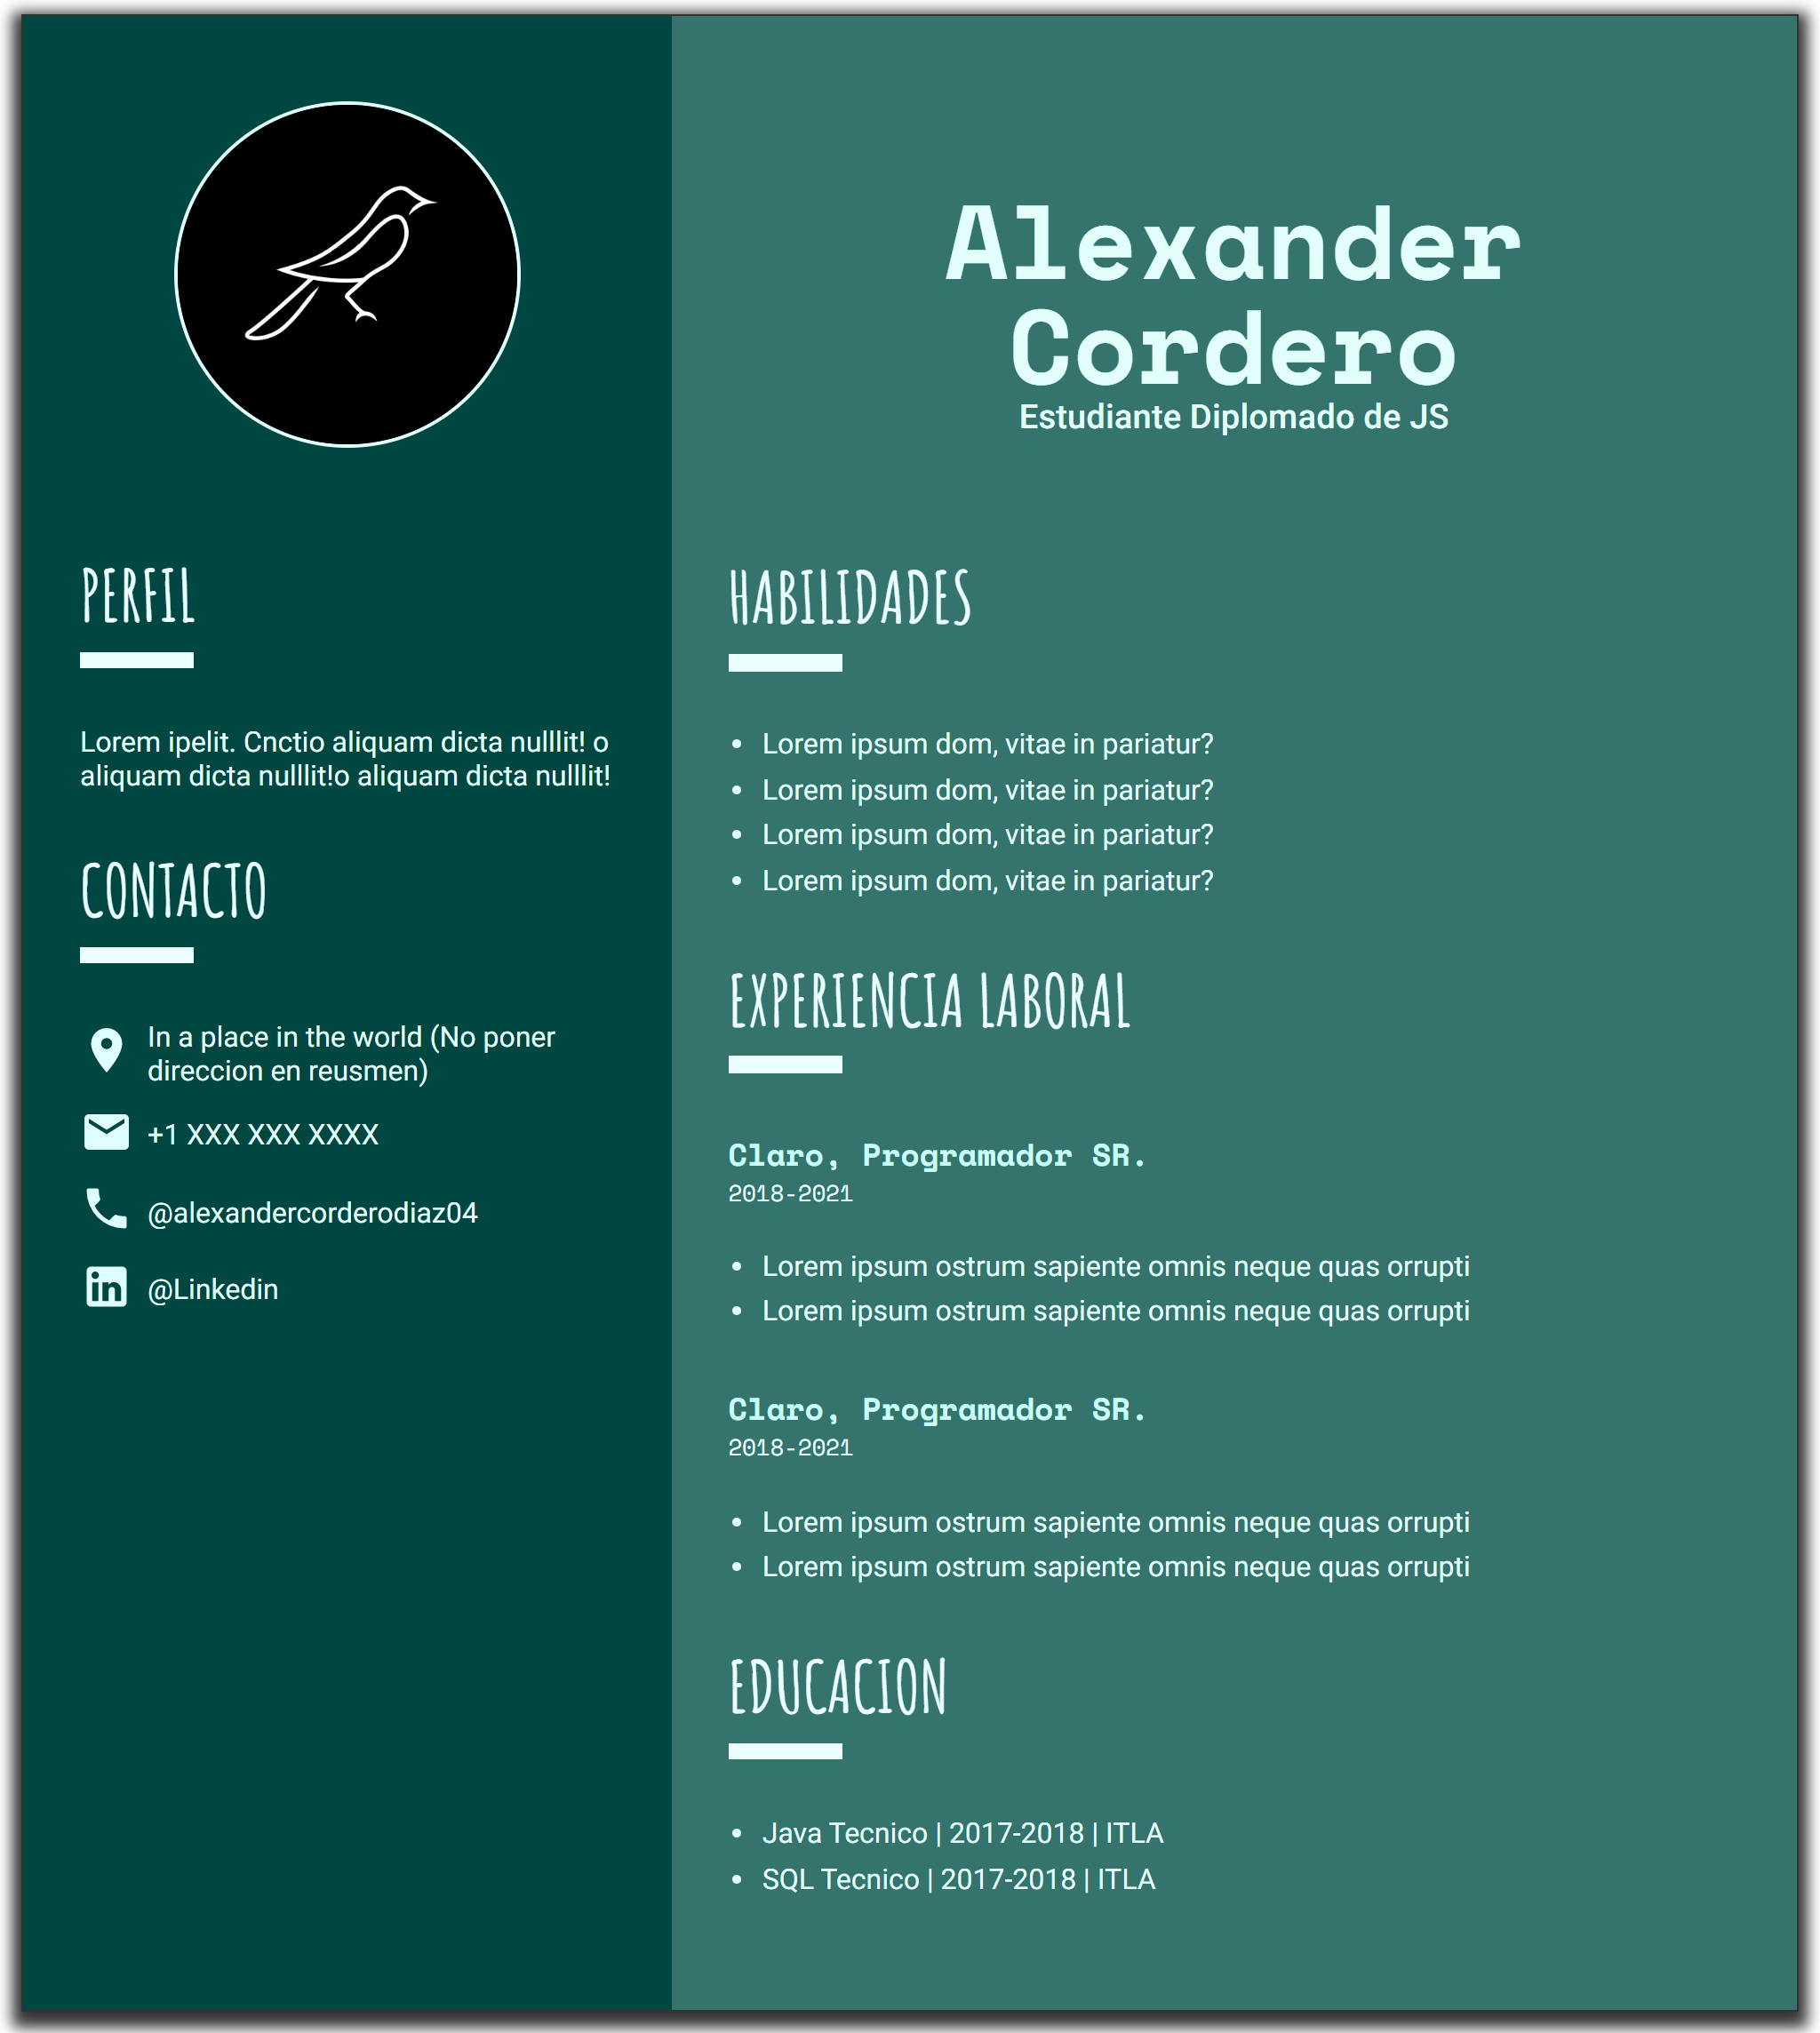 Alexander
Cordero
Estudiante Diplomado de JS
PERFIL
Lorem ipelit. Cnctio aliquam dicta nulllit! o
aliquam dicta nulllit!o aliquam dicta nulllit!
CONTACTO
In a place in the world (No poner
direccion en reusmen)
+1 XXX XXX XXXX
@alexandercorderodiaz04
@Linkedin
HABILIDADES
• Lorem ipsum dom, vitae in pariatur?
• Lorem ipsum dom, vitae in pariatur?
• Lorem ipsum dom, vitae in pariatur?
• Lorem ipsum dom, vitae in pariatur?
EXPERIENCIA LABORAL
Claro, Programador SR.
2018-2021
• Lorem ipsum ostrum sapiente omnis neque quas orrupti
• Lorem ipsum ostrum sapiente omnis neque quas orrupti
Claro, Programador SR.
2018-2021
• Lorem ipsum ostrum sapiente omnis neque quas orrupti
• Lorem ipsum ostrum sapiente omnis neque quas orrupti
EDUCACION
• Java Tecnico | 2017-2018 | ITLA
• SQL Tecnico | 2017-2018 | ITLA